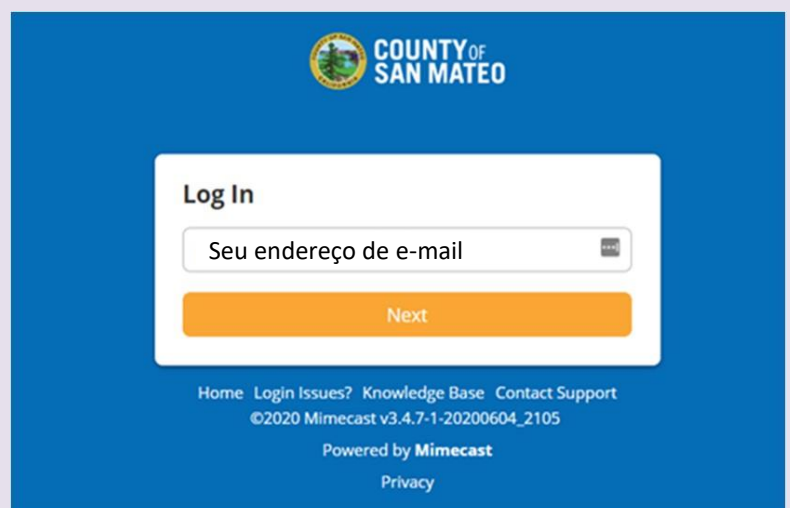 COUNTY OF
SAN MATEO
Log In
Seu endereço de e-mail
Next
Home Login Issues? Knowledge Base Contact Support
©2020 Mimecast v3.4.7-1-20200604_2105
Powered by Mimecast
Privacy